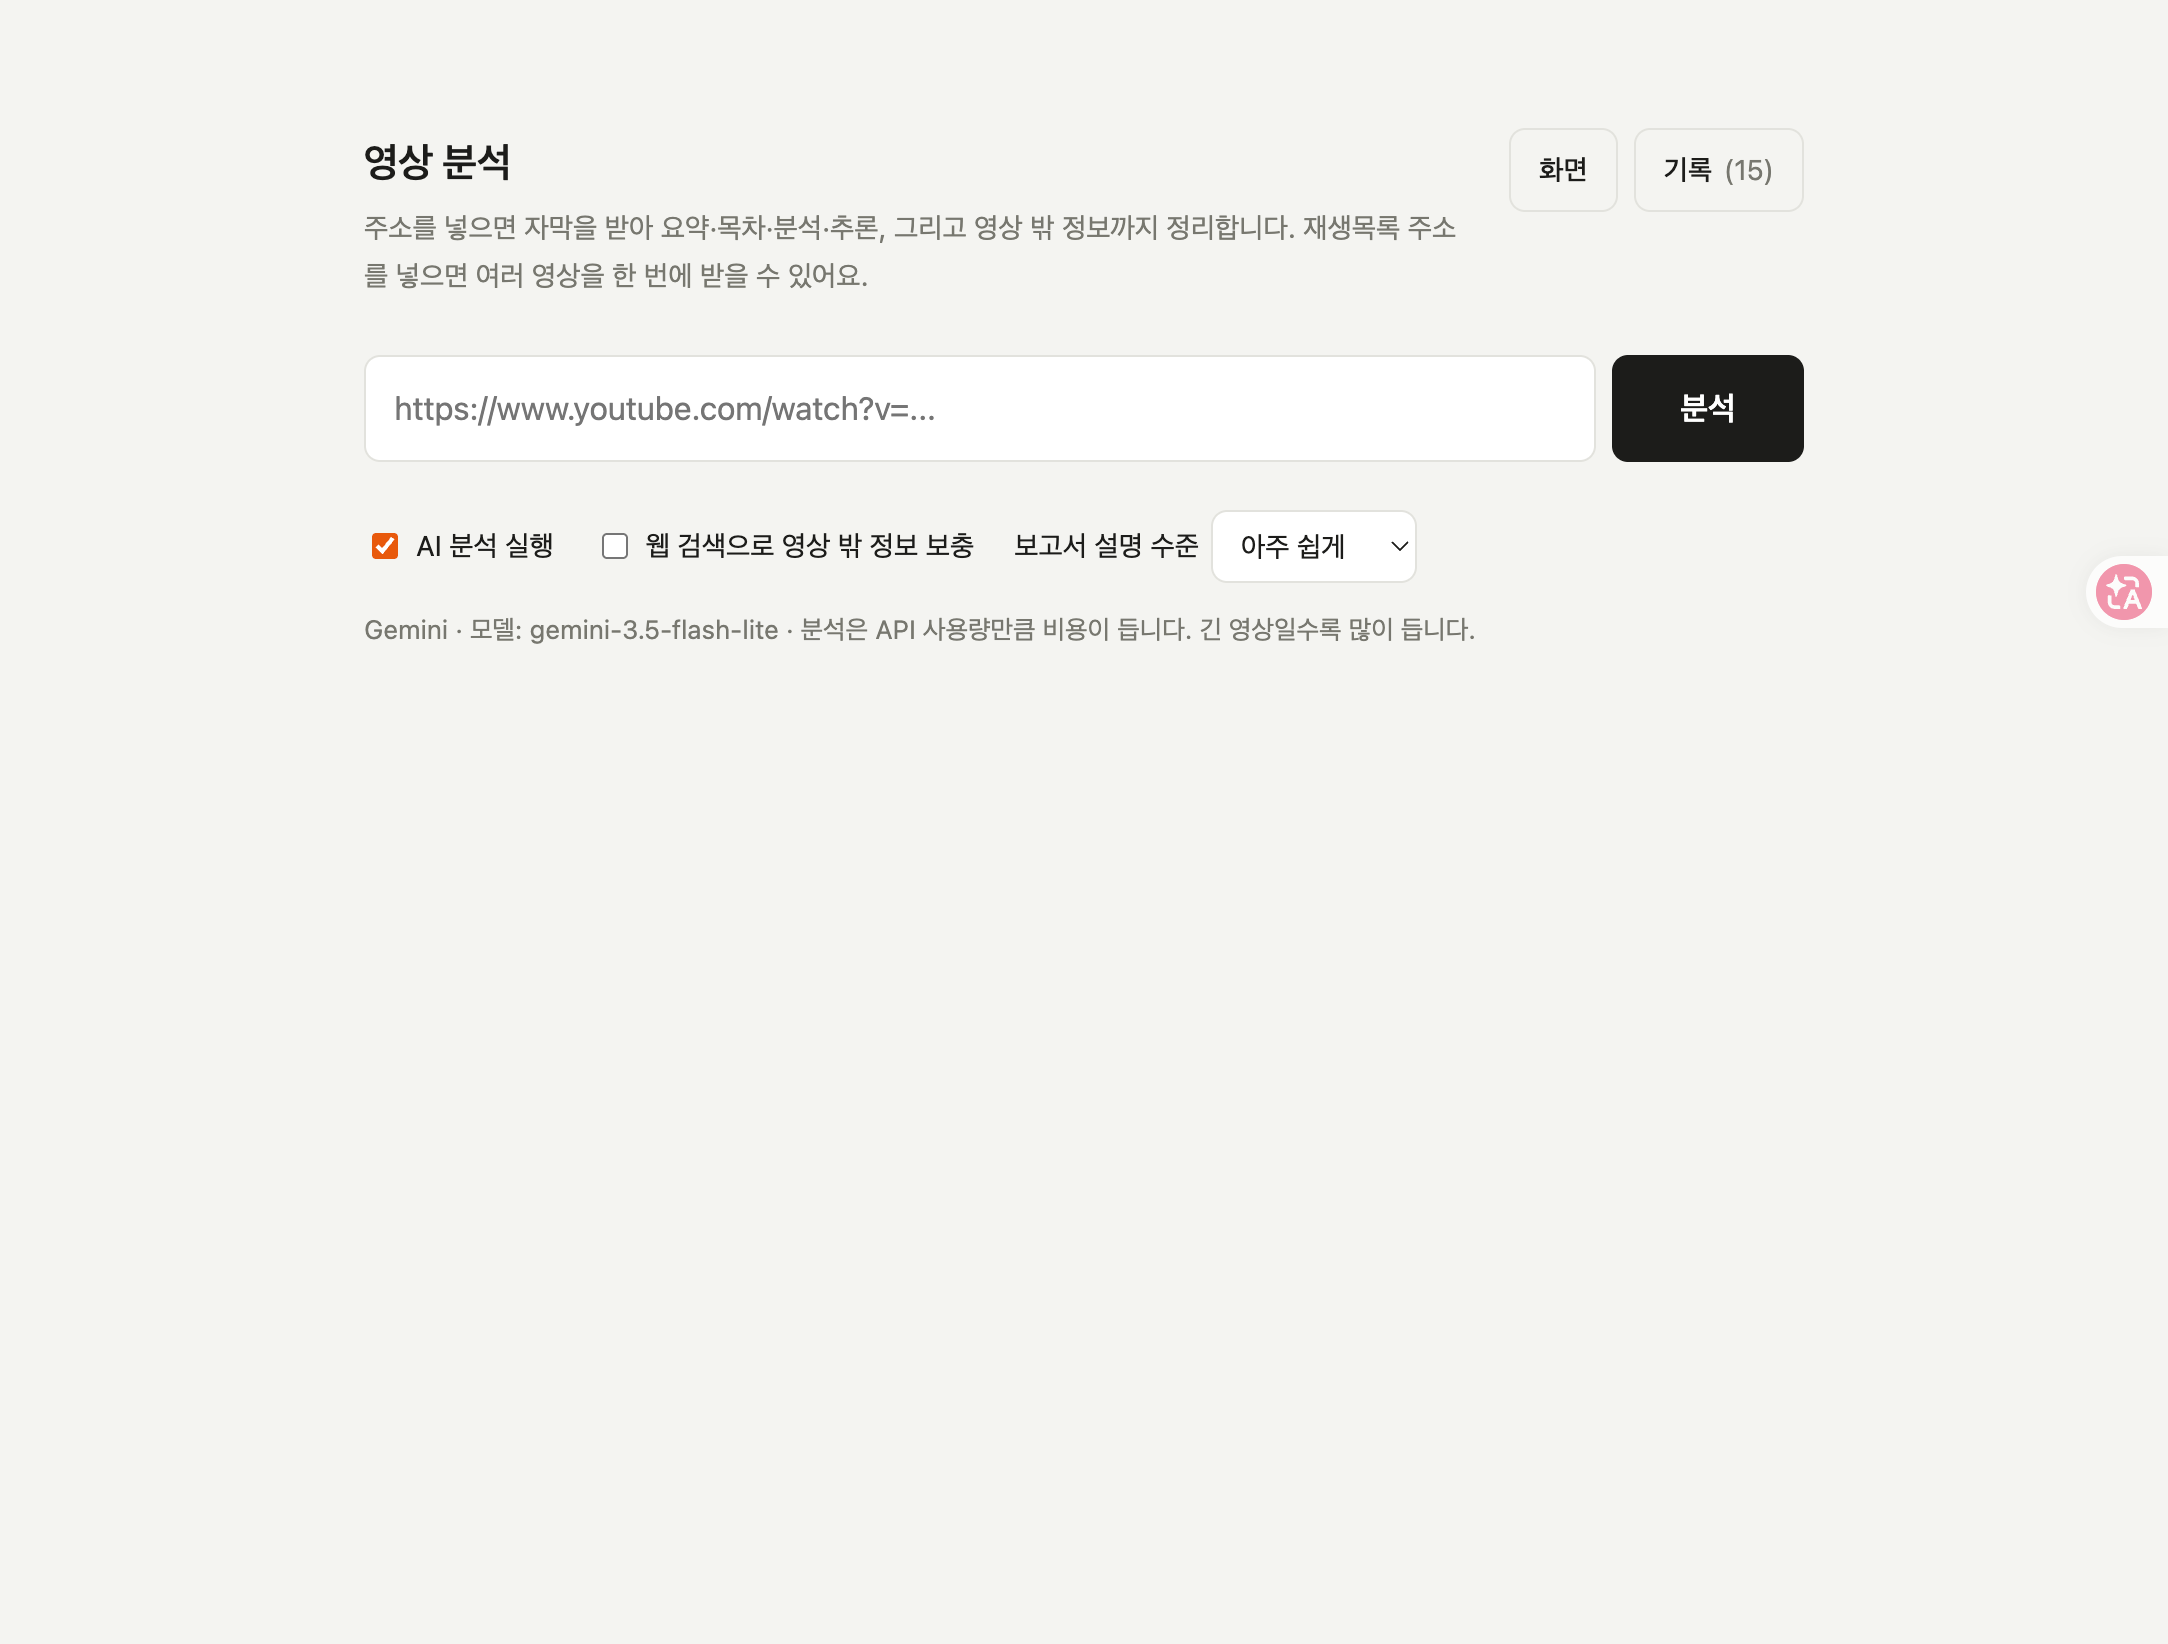 영상 분석
화면
기록 (15)
주소를 넣으면 자막을 받아 요약·목차·분석·추론, 그리고 영상 밖 정보까지 정리합니다. 재생목록 주소
를 넣으면 여러 영상을 한 번에 받을 수 있어요.
https://www.youtube.com/watch?v=...
분석
AI 분석 실행
웹 검색으로 영상 밖 정보 보충
보고서 설명 수준
아주 쉽게
Gemini · 모델: gemini-3.5-flash-lite · 분석은 API 사용량만큼 비용이 듭니다. 긴 영상일수록 많이 듭니다.
A